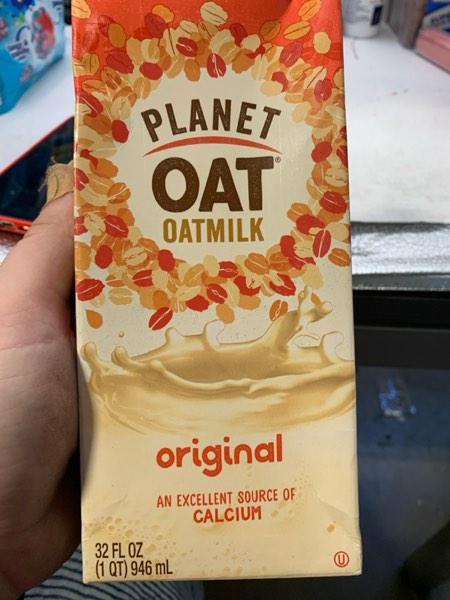 PLANET
OAT®
OATMILK
original
AN EXCELLENT SOURCE OF
CALCIUM
32 FL OZ
(1 QT) 946 mL
U